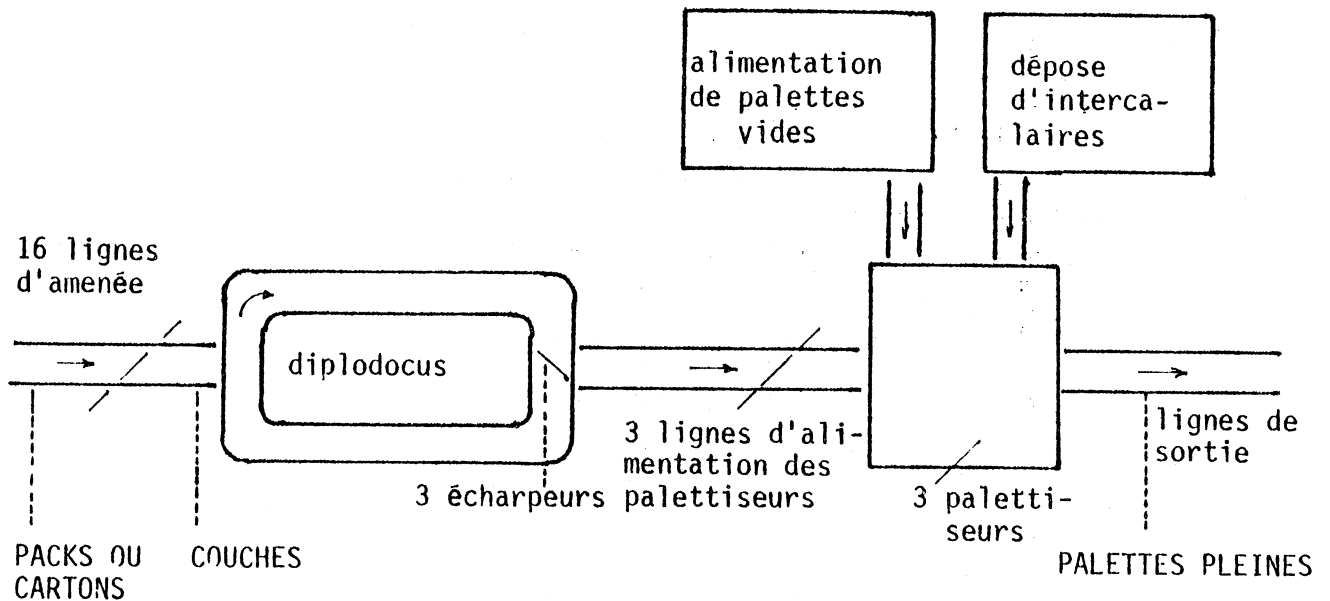 alimentation
de palettes
vides
dépose
d'interca-
laires
16 lignes
d'amenée
diplodocus
3 lignes d'ali-
mentation des
palettiseurs
3 écharpeurs
3 paletti-
seurs
lignes de
sortie
PACKS OU
CARTONS
COUCHES
PALETTES PLEINES